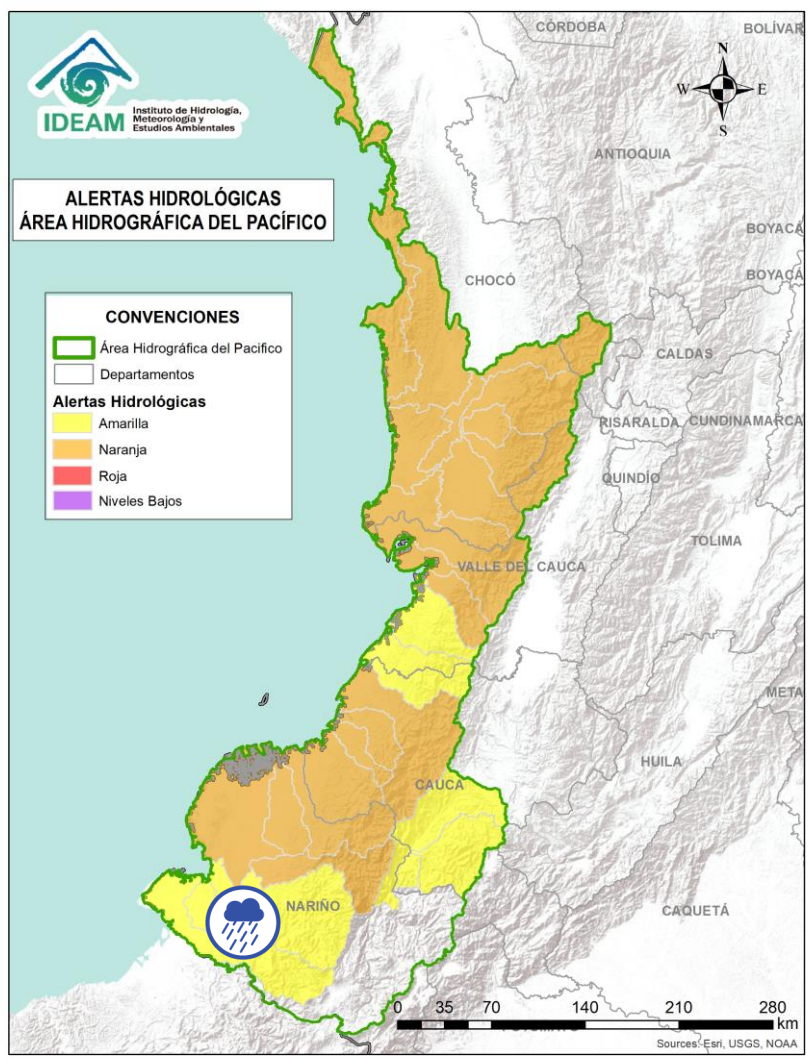 CÓRDOBA
BOLÍVAR
IDEAM
Instituto de Hidrología,
Meteorología y
Estudios Ambientales
N
W E
S
ANTIOQUIA
ALERTAS HIDROLÓGICAS
ÁREA HIDROGRÁFICA DEL PACÍFICO
BOYACÁ
BOYACÁ
CHOCÓ
CONVENCIONES
Área Hidrográfica del Pacifico
Departamentos
Alertas Hidrológicas
Amarilla
Naranja
Roja
Niveles Bajos
CALDAS
RISARALDA
CUNDINAMARCA
QUINDÍO
TOLIMA
VALLE DEL CAUCA
META
HUILA
CAUCA
NARIÑO
CAQUETÁ
0 35 70 140 210 280
km
Sources: Esri, USGS, NOAA